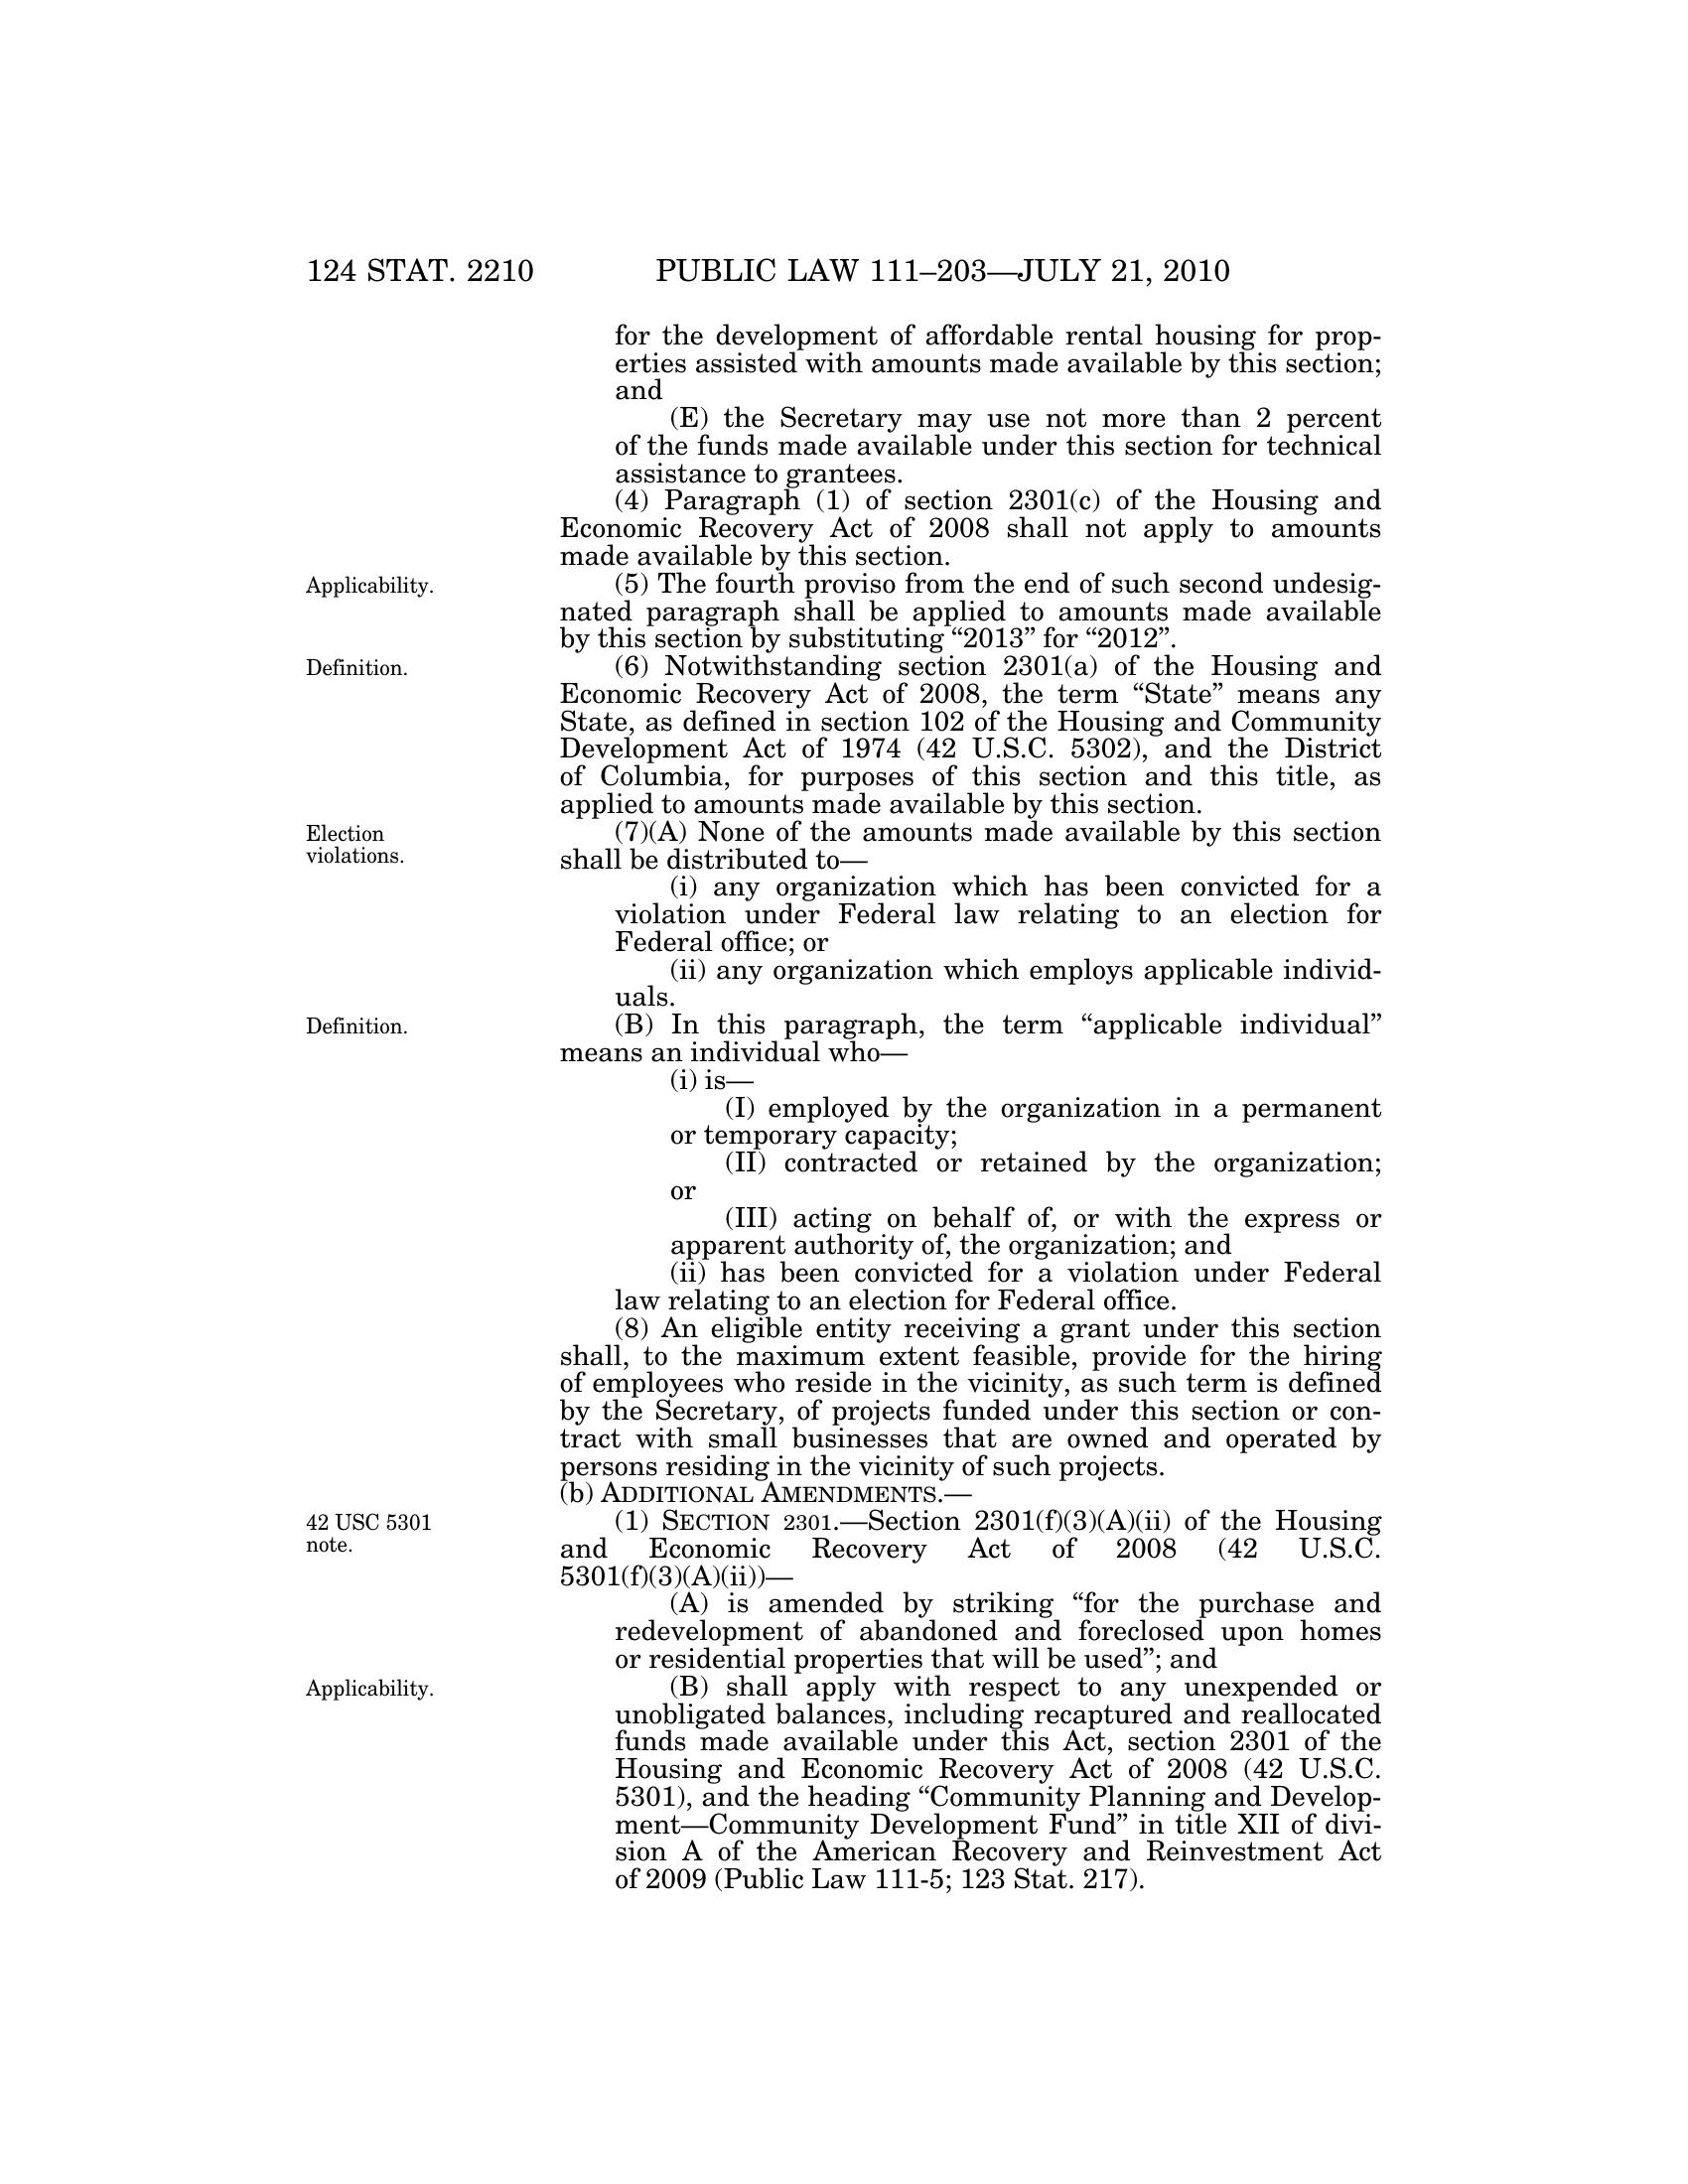 124 STAT. 2210 PUBLIC LAW 111–203—JULY 21, 2010
for the development of affordable rental housing for prop-
erties assisted with amounts made available by this section;
and
(E) the Secretary may use not more than 2 percent
of the funds made available under this section for technical
assistance to grantees.
(4) Paragraph (1) of section 2301(c) of the Housing and
Economic Recovery Act of 2008 shall not apply to amounts
made available by this section.
Applicability.
(5) The fourth proviso from the end of such second undesig-
nated paragraph shall be applied to amounts made available
by this section by substituting “2013” for “2012”.
Definition.
(6) Notwithstanding section 2301(a) of the Housing and
Economic Recovery Act of 2008, the term “State” means any
State, as defined in section 102 of the Housing and Community
Development Act of 1974 (42 U.S.C. 5302), and the District
of Columbia, for purposes of this section and this title, as
applied to amounts made available by this section.
Election
violations.
(7)(A) None of the amounts made available by this section
shall be distributed to—
(i) any organization which has been convicted for a
violation under Federal law relating to an election for
Federal office; or
(ii) any organization which employs applicable individ-
uals.
Definition.
(B) In this paragraph, the term “applicable individual”
means an individual who—
(i) is—
(I) employed by the organization in a permanent
or temporary capacity;
(II) contracted or retained by the organization;
or
(III) acting on behalf of, or with the express or
apparent authority of, the organization; and
(ii) has been convicted for a violation under Federal
law relating to an election for Federal office.
(8) An eligible entity receiving a grant under this section
shall, to the maximum extent feasible, provide for the hiring
of employees who reside in the vicinity, as such term is defined
by the Secretary, of projects funded under this section or con-
tract with small businesses that are owned and operated by
persons residing in the vicinity of such projects.
(b) ADDITIONAL AMENDMENTS.—
42 USC 5301
note.
(1) SECTION 2301.—Section 2301(f)(3)(A)(ii) of the Housing
and Economic Recovery Act of 2008 (42 U.S.C.
5301(f)(3)(A)(ii))—
(A) is amended by striking “for the purchase and
redevelopment of abandoned and foreclosed upon homes
or residential properties that will be used”; and
Applicability.
(B) shall apply with respect to any unexpended or
unobligated balances, including recaptured and reallocated
funds made available under this Act, section 2301 of the
Housing and Economic Recovery Act of 2008 (42 U.S.C.
5301), and the heading “Community Planning and Develop-
ment—Community Development Fund” in title XII of divi-
sion A of the American Recovery and Reinvestment Act
of 2009 (Public Law 111-5; 123 Stat. 217).